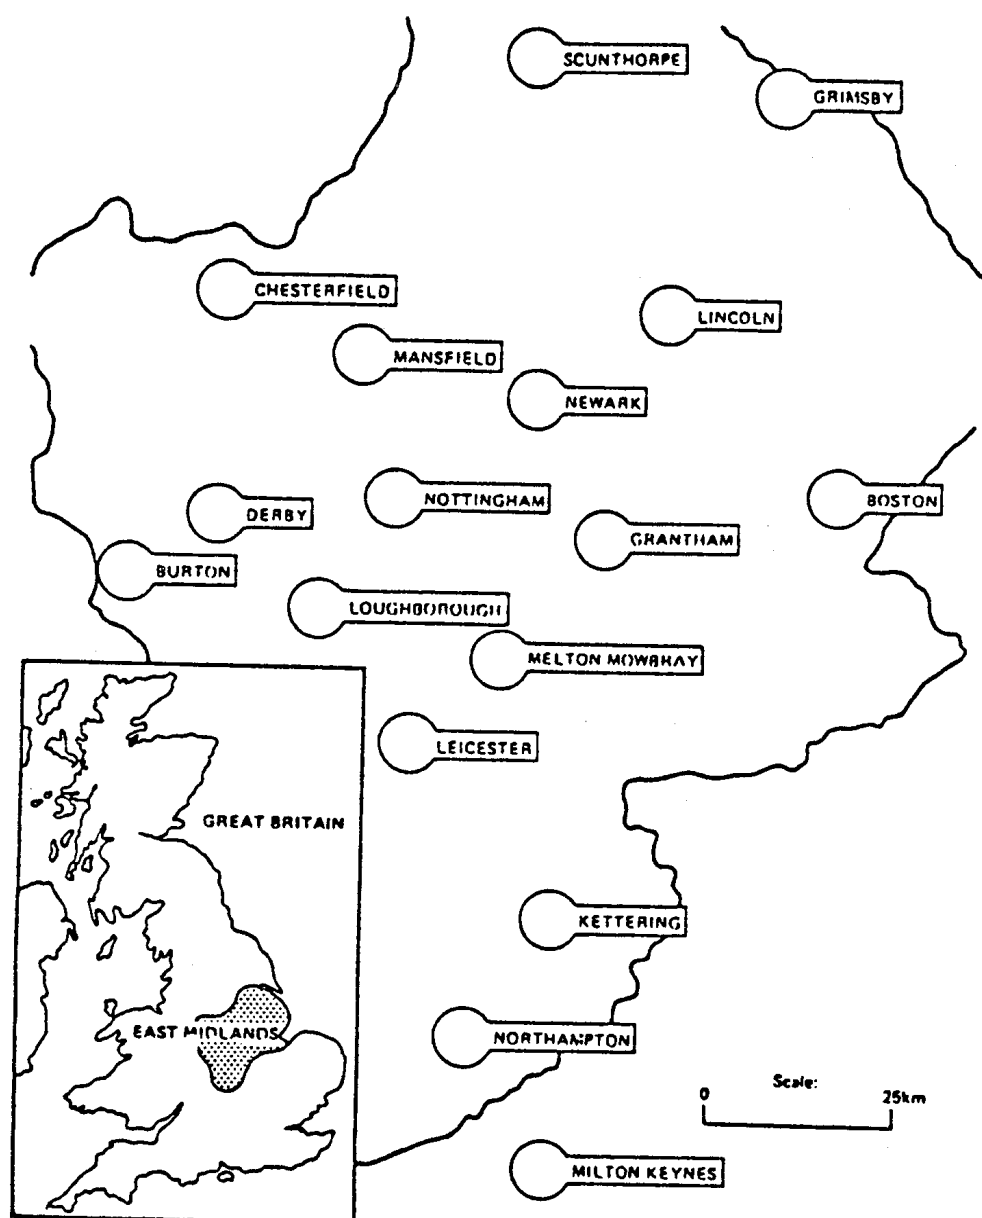 SCUNTHORPE
GRIMSBY
CHESTERFIELD
LINCOLN
MANSFIELD
NEWARK
NOTTINGHAM
BOSTON
DERBY
GRANTHAM
BURTON
LOUGHBOROUGH
MELTON MOWBRAY
LEICESTER
GREAT BRITAIN
KETTERING
EAST MIDLANDS
NORTHAMPTON
Scale:
0 25km
MILTON KEYNES